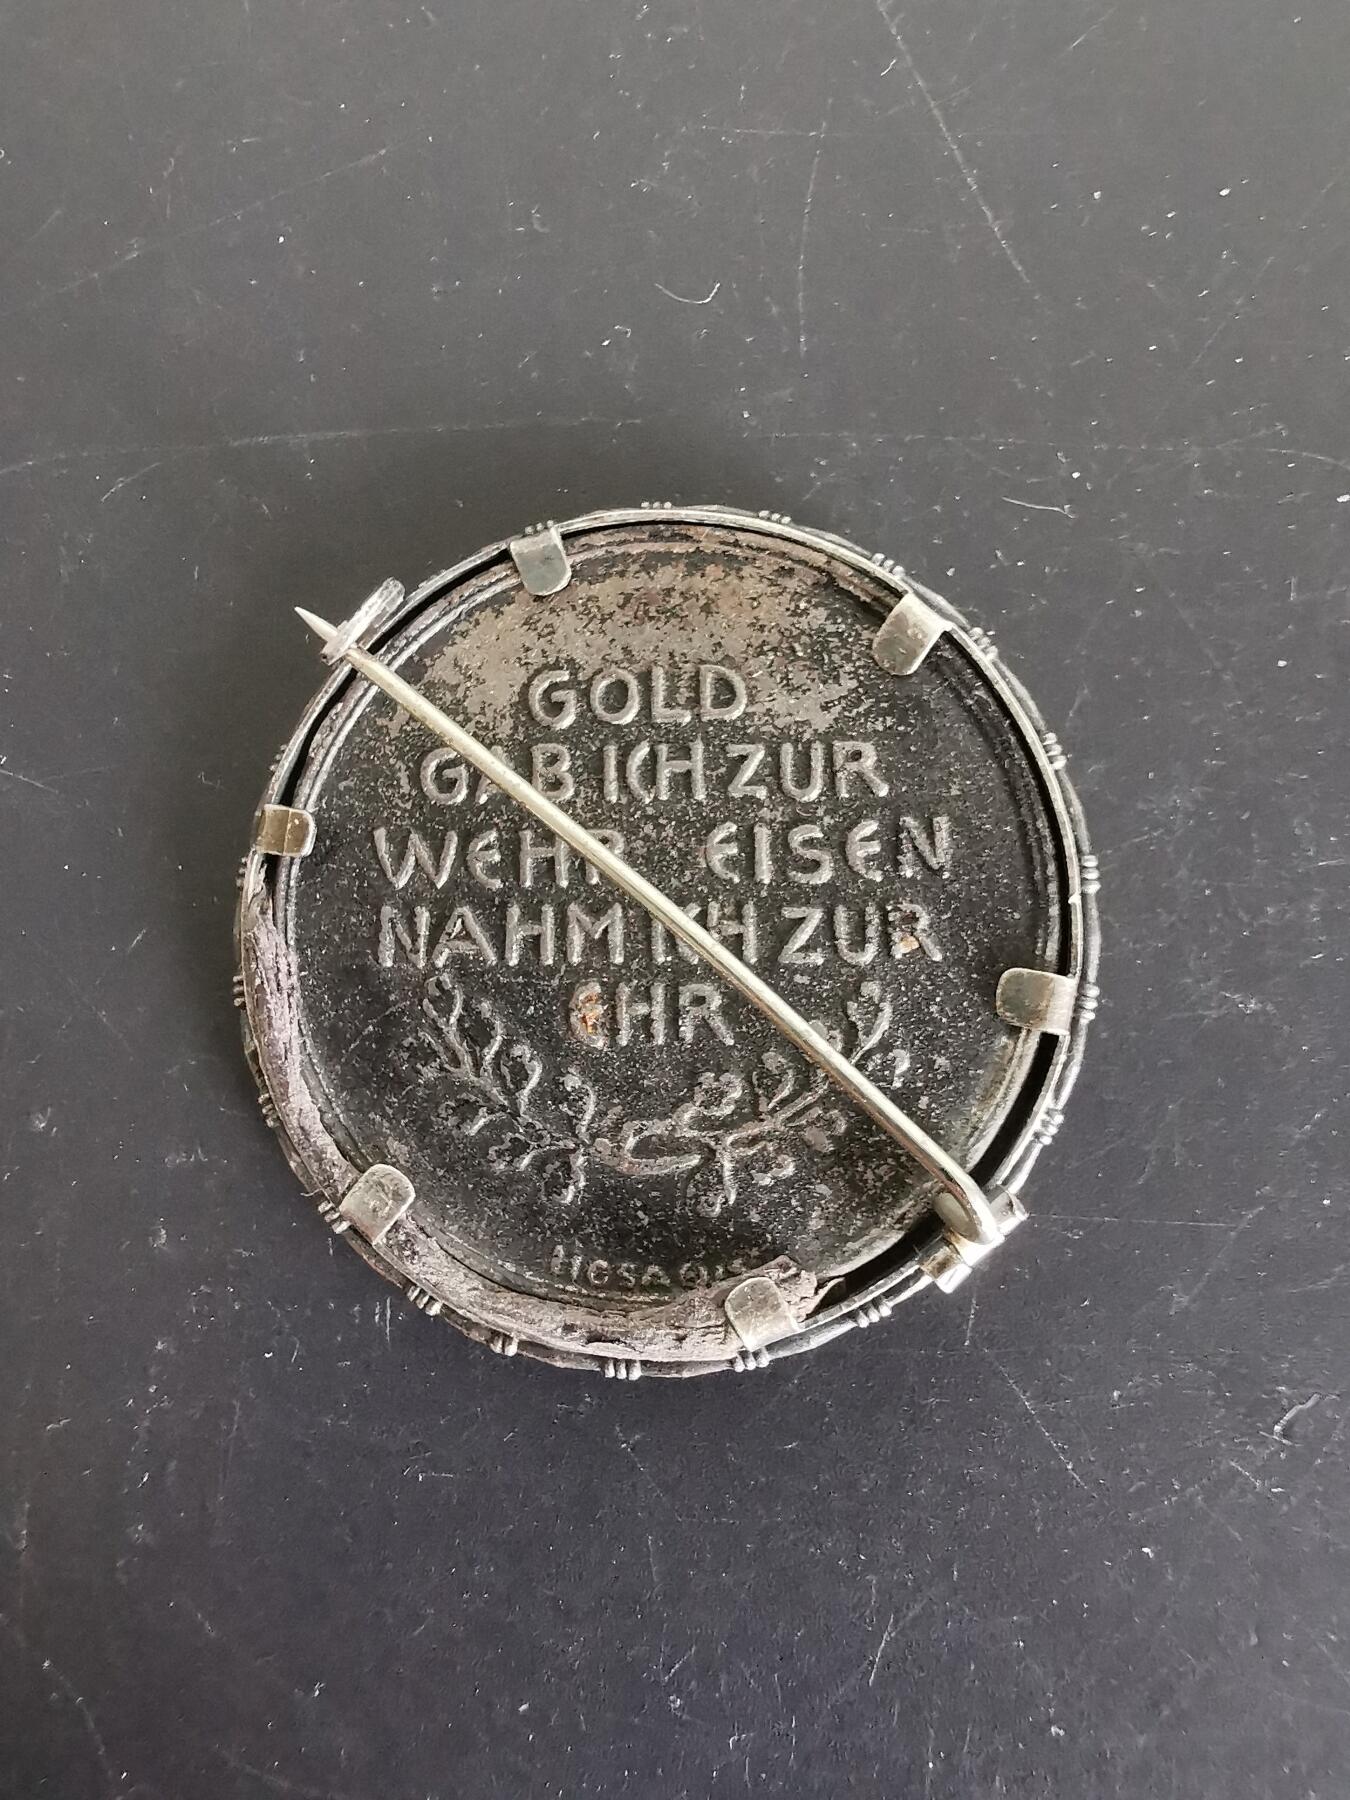 GOLD
GAB ICH ZUR
WEHR EISEN
NAHM ICH ZUR
EHR